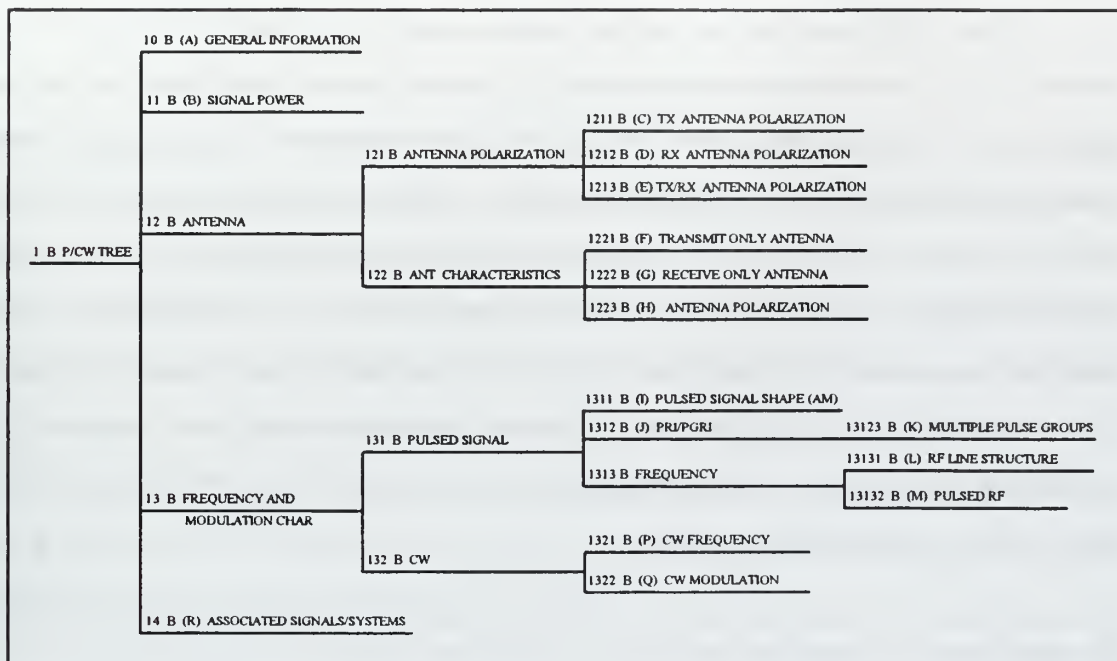 10 B (A) GENERAL INFORMATION
11 B (B) SIGNAL POWER
1211 B (C) TX ANTENNA POLARIZATION
121 B ANTENNA POLARIZATION
1212 B (D) RX ANTENNA POLARIZATION
1213 B (E) TX/RX ANTENNA POLARIZATION
12 B ANTENNA
1 B P/CW TREE
1221 B (F) TRANSMIT ONLY ANTENNA
122 B ANT CHARACTERISTICS
1222 B (G) RECEIVE ONLY ANTENNA
1223 B (H) ANTENNA POLARIZATION
1311 B (I) PULSED SIGNAL SHAPE (AM)
131 B PULSED SIGNAL
1312 B (J) PRI/PGRI
13123 B (K) MULTIPLE PULSE GROUPS
1313 B FREQUENCY
13131 B (L) RF LINE STRUCTURE
13132 B (M) PULSED RF
13 B FREQUENCY AND
MODULATION CHAR
1321 B (P) CW FREQUENCY
132 B CW
1322 B (Q) CW MODULATION
14 B (R) ASSOCIATED SIGNALS/SYSTEMS